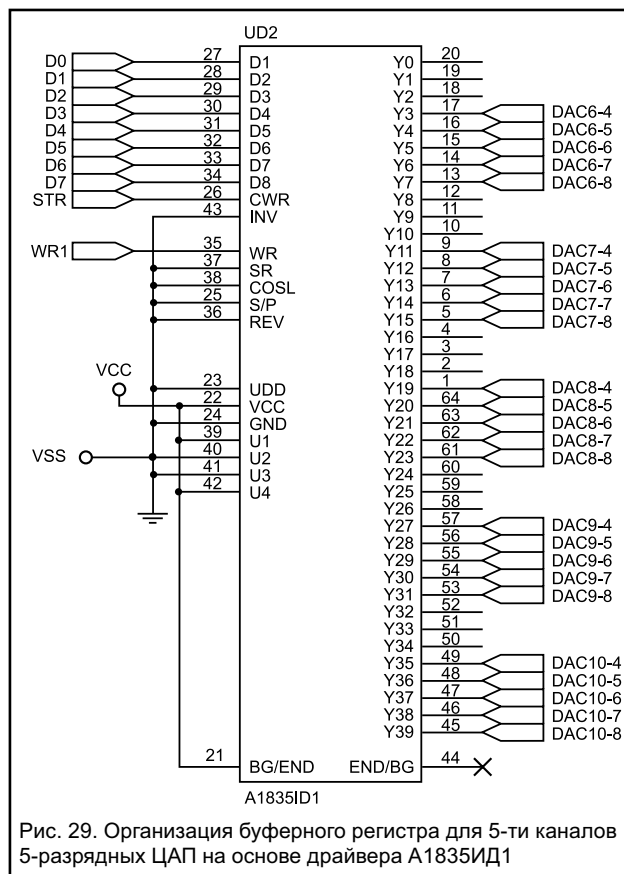 UD2
D0 27 D1 Y0 20
D1 28 D2 Y1 19
D2 29 D3 Y2 18
D3 30 D4 Y3 17 DAC6-4
D4 31 D5 Y4 16 DAC6-5
D5 32 D6 Y5 15 DAC6-6
D6 33 D7 Y6 14 DAC6-7
D7 34 D8 Y7 13 DAC6-8
STR 26 CWR Y8 12
43 INV Y9 11
Y10 10
WR1 35 WR Y11 9 DAC7-4
37 SR Y12 8 DAC7-5
38 COSL Y13 7 DAC7-6
25 S/P Y14 6 DAC7-7
36 REV Y15 5 DAC7-8
Y16 4
Y17 3
VCC Y18 2
23 UDD Y19 1 DAC8-4
22 VCC Y20 64 DAC8-5
24 GND Y21 63 DAC8-6
39 U1 Y22 62 DAC8-7
VSS 40 U2 Y23 61 DAC8-8
41 U3 Y24 60
42 U4 Y25 59
Y26 58
Y27 57 DAC9-4
Y28 56 DAC9-5
Y29 55 DAC9-6
Y30 54 DAC9-7
Y31 53 DAC9-8
Y32 52
Y33 51
Y34 50
Y35 49 DAC10-4
Y36 48 DAC10-5
Y37 47 DAC10-6
Y38 46 DAC10-7
Y39 45 DAC10-8
21 BG/END END/BG 44
A1835ID1
Рис. 29. Организация буферного регистра для 5-ти каналов
5-разрядных ЦАП на основе драйвера А1835ИД1